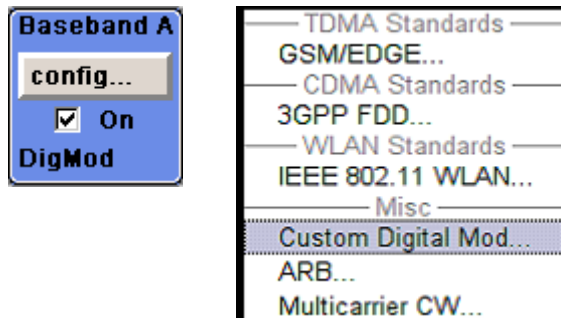 Baseband A
config...
On
DigMod
TDMA Standards
GSM/EDGE...
CDMA Standards
3GPP FDD...
WLAN Standards
IEEE 802.11 WLAN...
Misc
Custom Digital Mod...
ARB...
Multicarrier CW...